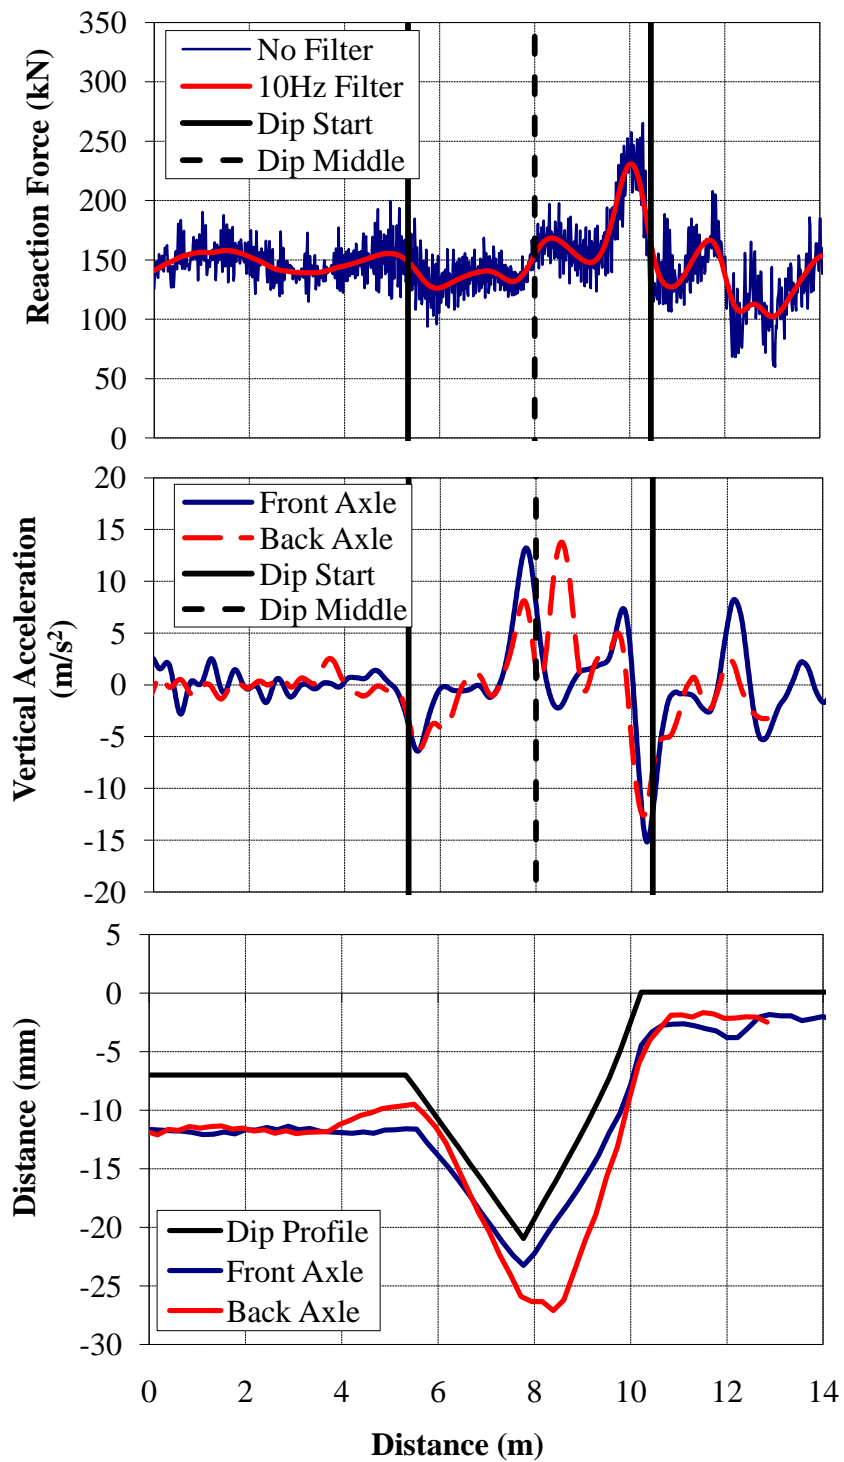 350
300
250
200
150
100
50
0
Reaction Force (kN)
No Filter
10Hz Filter
Dip Start
Dip Middle
20
15
10
5
0
-5
-10
-15
-20
Vertical Acceleration
(m/s²)
Front Axle
Back Axle
Dip Start
Dip Middle
5
0
-5
-10
-15
-20
-25
-30
Distance (mm)
Dip Profile
Front Axle
Back Axle
0 2 4 6 8 10 12 14
Distance (m)